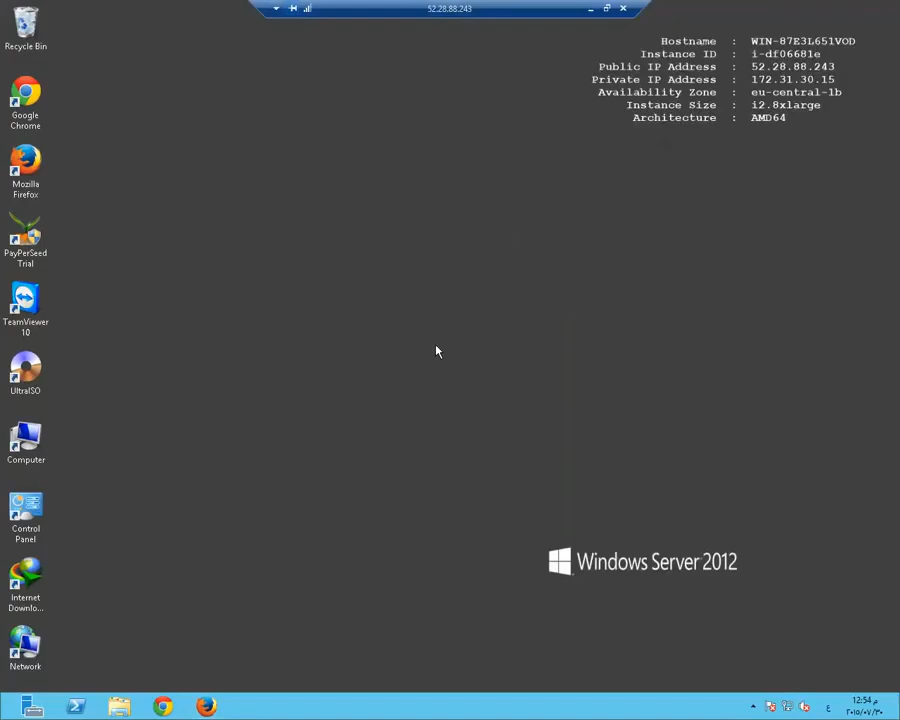 52.28.88.243
Hostname : WIN-87E3L651VOD
Instance ID : i-df06681e
Public IP Address : 52.28.88.243
Private IP Address : 172.31.30.15
Availability Zone : eu-central-1b
Instance Size : i2.8xlarge
Architecture : AMD64
Recycle Bin
Google
Chrome
Mozilla
Firefox
PayPerSeed
Trial
TeamViewer
10
UltraISO
Computer
Control
Panel
Internet
Downlo...
Network
Windows Server 2012
ع
12:54 م
٢٠١٥/٠٧/٣٠